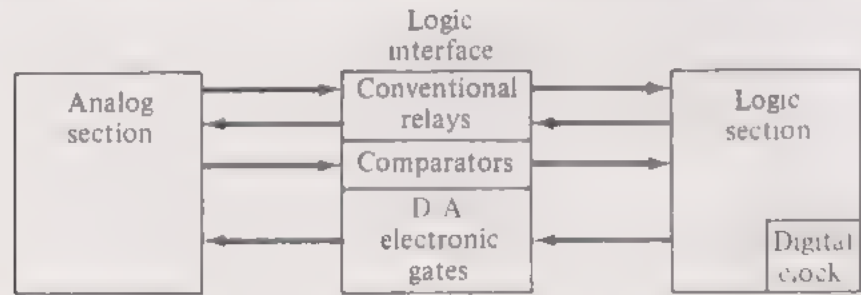 Logic
interface
Analog
section
Conventional
relays
Comparators
D A
electronic
gates
Logic
section
Digital
clock